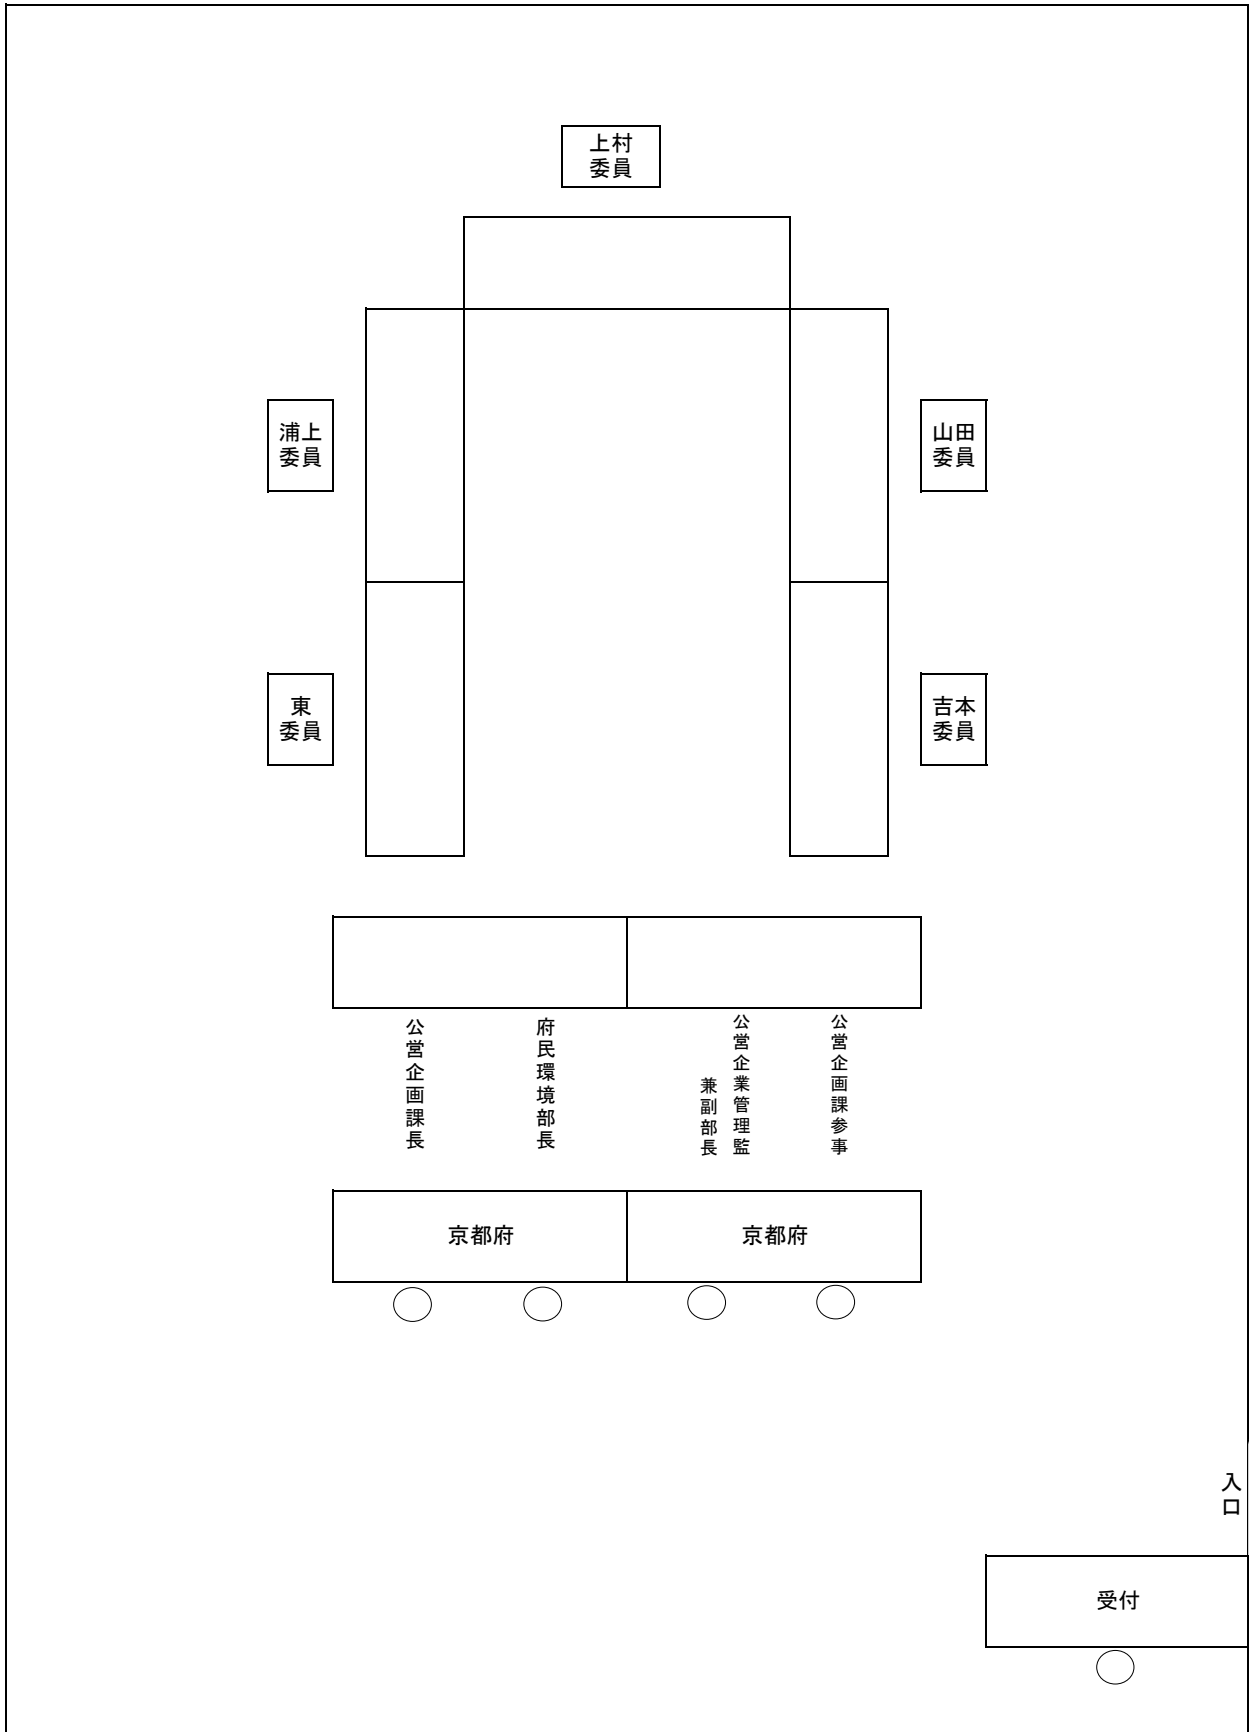 上村
委員
浦上
委員
山田
委員
東
委員
吉本
委員
公営企画課長
府民環境部長
公営企業管理監
兼副部長
公営企画課参事
京都府
京都府
入口
受付